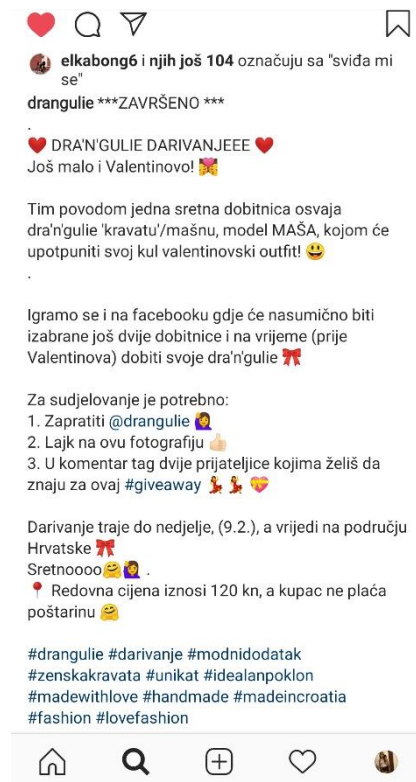 elkabong6 i njih još 104 označuju sa "sviđa mi
se"
drangulie ***ZAVRŠENO ***
.
❤️ DRA'N'GULIE DARIVANJEEE ❤️
Još malo i Valentinovo! 💏
Tim povodom jedna sretna dobitnica osvaja
dra'n'gulie 'kravatu'/mašnu, model MAŠA, kojom će
upotpuniti svoj kul valentinovski outfit! 😃
.
Igramo se i na facebooku gdje će nasumično biti
izabrane još dvije dobitnice i na vrijeme (prije
Valentinova) dobiti svoje dra'n'gulie 🎀
Za sudjelovanje je potrebno:
1. Zapratiti @drangulie 🙋‍♀️
2. Lajk na ovu fotografiju 👍🏻
3. U komentar tag dvije prijateljice kojima želiš da
znaju za ovaj #giveaway 💃💃 💝
Darivanje traje do nedjelje, (9.2.), a vrijedi na području
Hrvatske 🎀
Sretnoooo🤗🙋‍♀️ .
📍 Redovna cijena iznosi 120 kn, a kupac ne plaća
poštarinu 🤗
#drangulie #darivanje #modnidodatak
#zenskakravata #unikat #idealanpoklon
#madewithlove #handmade #madeincroatia
#fashion #lovefashion